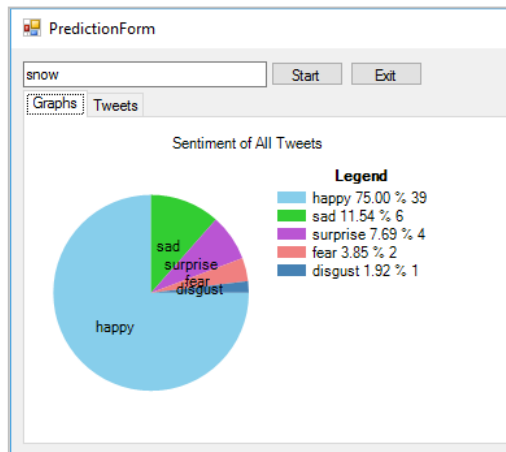 PredictionForm
snow
Start
Exit
Graphs
Tweets
Sentiment of All Tweets
Legend
happy 75.00 % 39
sad 11.54 % 6
surprise 7.69 % 4
fear 3.85 % 2
disgust 1.92 % 1
sad
surprise
fear
disgust
happy